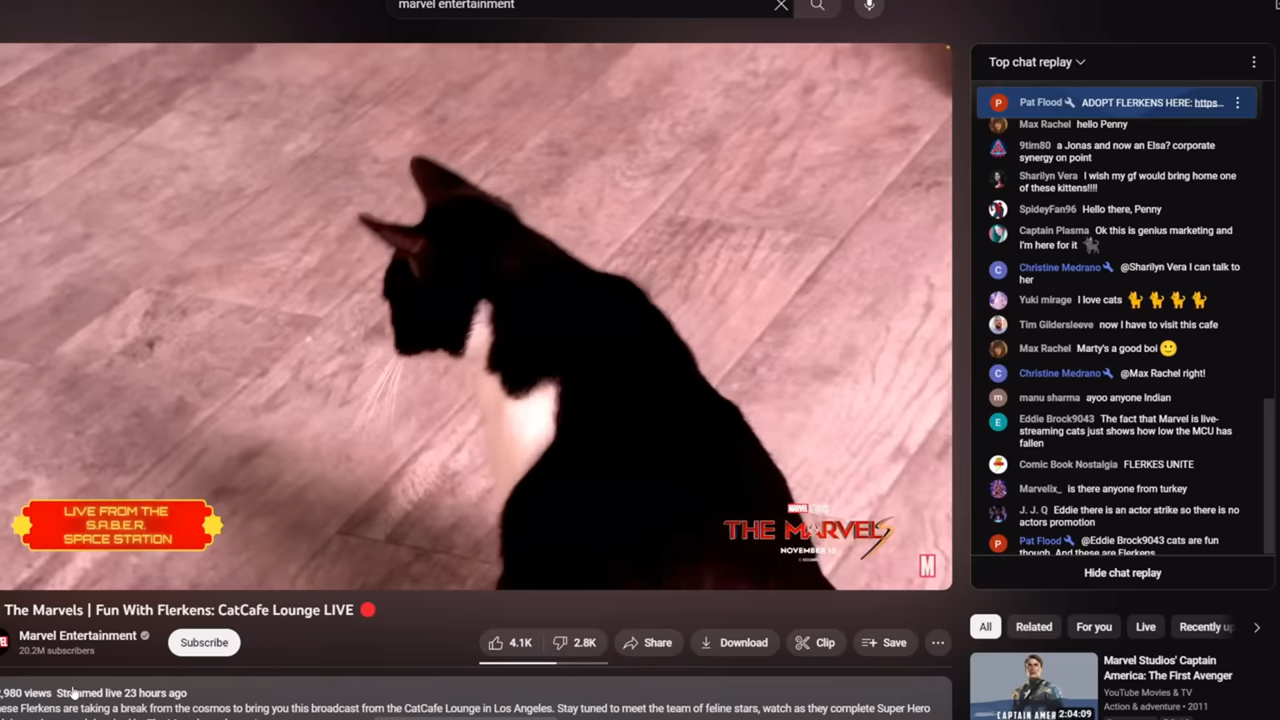 marvel entertainment
LIVE FROM THE
S.A.B.E.R.
SPACE STATION
MARVEL
THE MARVELS
NOVEMBER 10
M
The Marvels | Fun With Flerkens: CatCafe Lounge LIVE 🔴
Marvel Entertainment
20.2M subscribers
Subscribe
4.1K
2.8K
Share
Download
Clip
Save
,980 views Streamed live 23 hours ago
hese Flerkens are taking a break from the cosmos to bring you this broadcast from the CatCafe Lounge in Los Angeles. Stay tuned to meet the team of feline stars, watch as they complete Super Hero
Top chat replay
P Pat Flood ADOPT FLERKENS HERE: https...
Max Rachel hello Penny
9tim80 a Jonas and now an Elsa? corporate
synergy on point
Sharilyn Vera I wish my gf would bring home one
of these kittens!!!!
SpideyFan96 Hello there, Penny
Captain Plasma Ok this is genius marketing and
I'm here for it 🐈‍⬛
C Christine Medrano @Sharilyn Vera I can talk to
her
Yuki mirage I love cats 🐈 🐈 🐈 🐈
Tim Gildersleeve now I have to visit this cafe
Max Rachel Marty's a good boi 🙂
C Christine Medrano @Max Rachel right!
m manu sharma ayoo anyone Indian
E Eddie Brock9043 The fact that Marvel is live-
streaming cats just shows how low the MCU has
fallen
Comic Book Nostalgia FLERKES UNITE
Marvelix_ is there anyone from turkey
J. J. Q Eddie there is an actor strike so there is no
actors promotion
P Pat Flood @Eddie Brock9043 cats are fun
though. And these are Flerkens
Hide chat replay
All
Related
For you
Live
Recently u
Marvel Studios' Captain
America: The First Avenger
YouTube Movies & TV
Action & adventure • 2011
CAPTAIN AMER
2:04:09